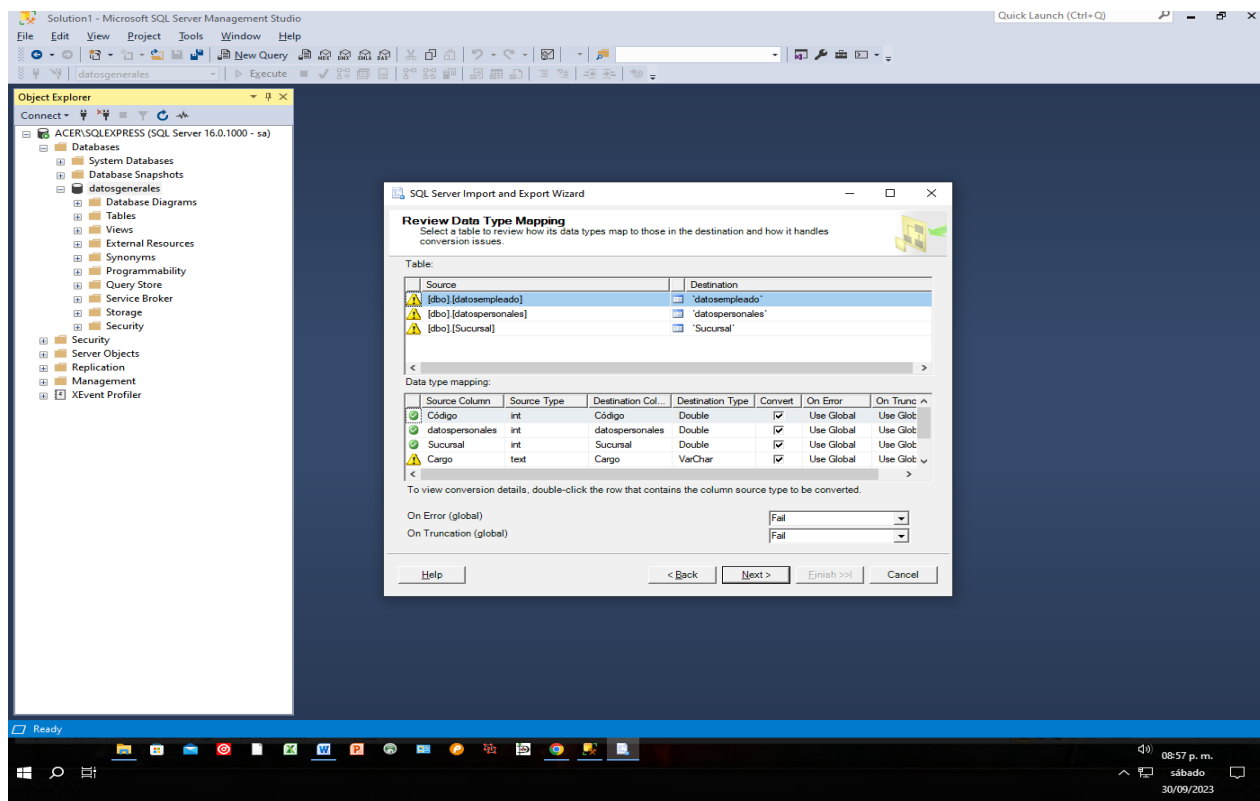 Solution1 - Microsoft SQL Server Management Studio
Quick Launch (Ctrl+Q)
File Edit View Project Tools Window Help
New Query
datosgenerales
Execute
Object Explorer
Connect
ACER\SQLEXPRESS (SQL Server 16.0.1000 - sa)
Databases
System Databases
Database Snapshots
datosgenerales
Database Diagrams
Tables
Views
External Resources
Synonyms
Programmability
Query Store
Service Broker
Storage
Security
Security
Server Objects
Replication
Management
XEvent Profiler
SQL Server Import and Export Wizard
Review Data Type Mapping
Select a table to review how its data types map to those in the destination and how it handles
conversion issues.
Table:
Source Destination
[dbo].[datosempleado] `datosempleado`
[dbo].[datospersonales] `datospersonales`
[dbo].[Sucursal] `Sucursal`
Data type mapping:
Source Column Source Type Destination Col... Destination Type Convert On Error On Trunc
Código int Código Double Use Global Use Glob
datospersonales int datospersonales Double Use Global Use Glob
Sucursal int Sucursal Double Use Global Use Glob
Cargo text Cargo VarChar Use Global Use Glob
To view conversion details, double-click the row that contains the column source type to be converted.
On Error (global) Fail
On Truncation (global) Fail
Help < Back Next > Finish >>| Cancel
Ready
08:57 p. m.
sábado
30/09/2023